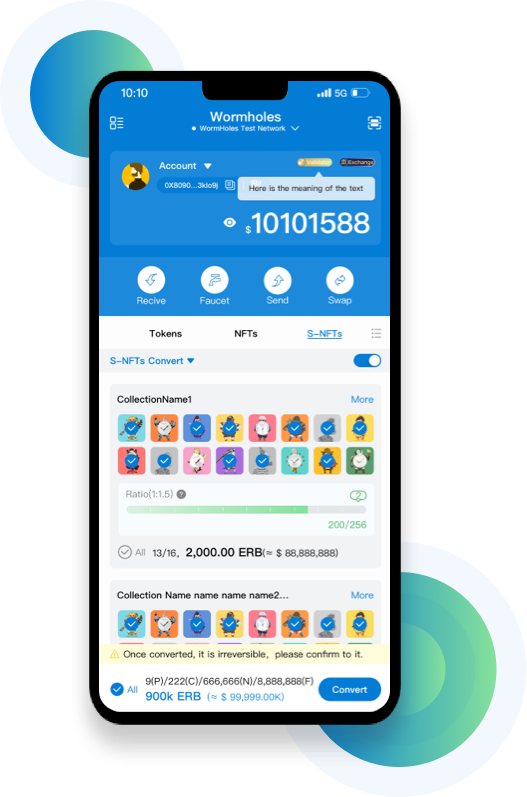 10:10
5G
Wormholes
WormHoles Test Network
Account
Validator
Exchange
0X8090...3klo9j
Here is the meaning of the text
$10101588
Recive
Faucet
Send
Swap
Tokens
NFTs
S-NFTs
S-NFTs Convert
CollectionName1
More
Ratio(1:1.5) ?
200/256
All 13/16, 2,000.00 ERB(≈ $ 88,888,888)
Collection Name name name name2...
More
Once converted, it is irreversible, please confirm to it.
9(P)/222(C)/666,666(N)/8,888,888(F)
All
900k ERB (≈ $ 99,999.00K)
Convert